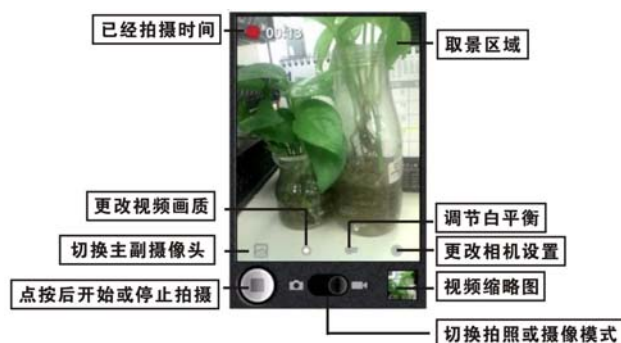 已经拍摄时间
00:13
取景区域
更改视频画质
调节白平衡
切换主副摄像头
更改相机设置
点按后开始或停止拍摄
视频缩略图
切换拍照或摄像模式